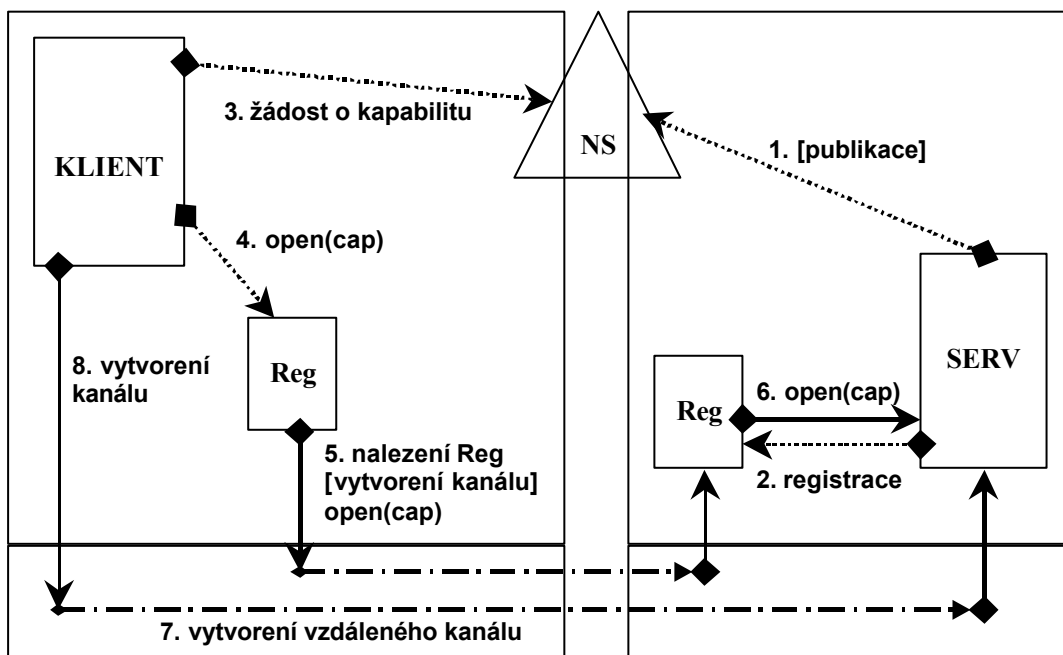 3. žádost o kapabilitu
NS
1. [publikace]
KLIENT
4. open(cap)
8. vytvorení
kanálu
Reg
SERV
6. open(cap)
Reg
5. nalezení Reg
[vytvorení kanálu]
open(cap)
2. registrace
7. vytvorení vzdáleného kanálu